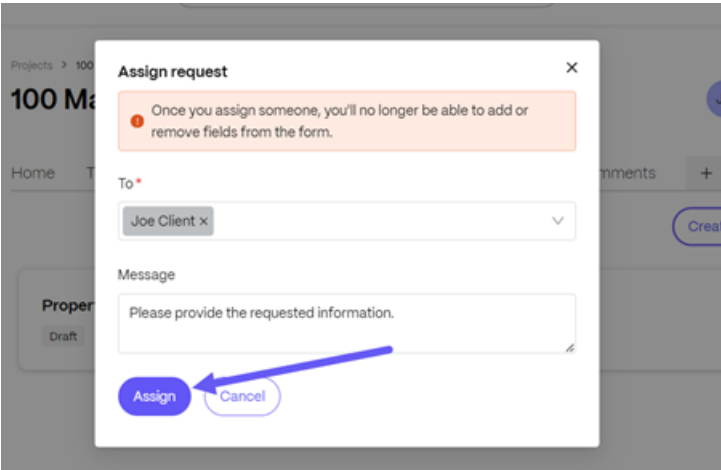 Projects > 100
100 Ma
Assign request
Once you assign someone, you'll no longer be able to add or
remove fields from the form.
Home T
mments +
To *
Joe Client ×
Creat
Message
Proper
Please provide the requested information.
Draft
Assign
Cancel